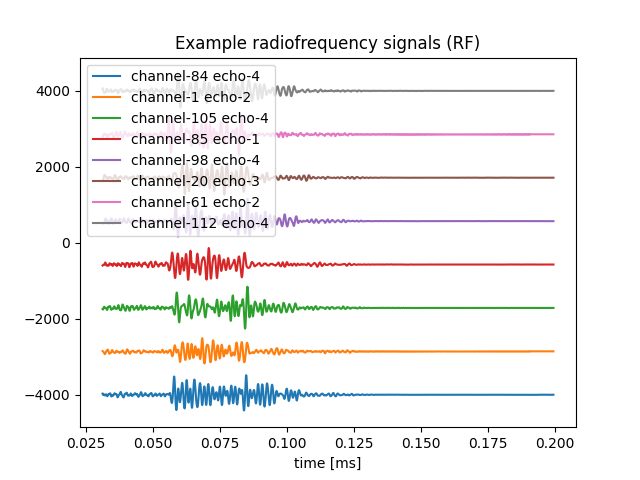 Example radiofrequency signals (RF)
channel-84 echo-4
channel-1 echo-2
channel-105 echo-4
channel-85 echo-1
channel-98 echo-4
channel-20 echo-3
channel-61 echo-2
channel-112 echo-4
4000
2000
0
−2000
−4000
0.025 0.050 0.075 0.100 0.125 0.150 0.175 0.200
time [ms]